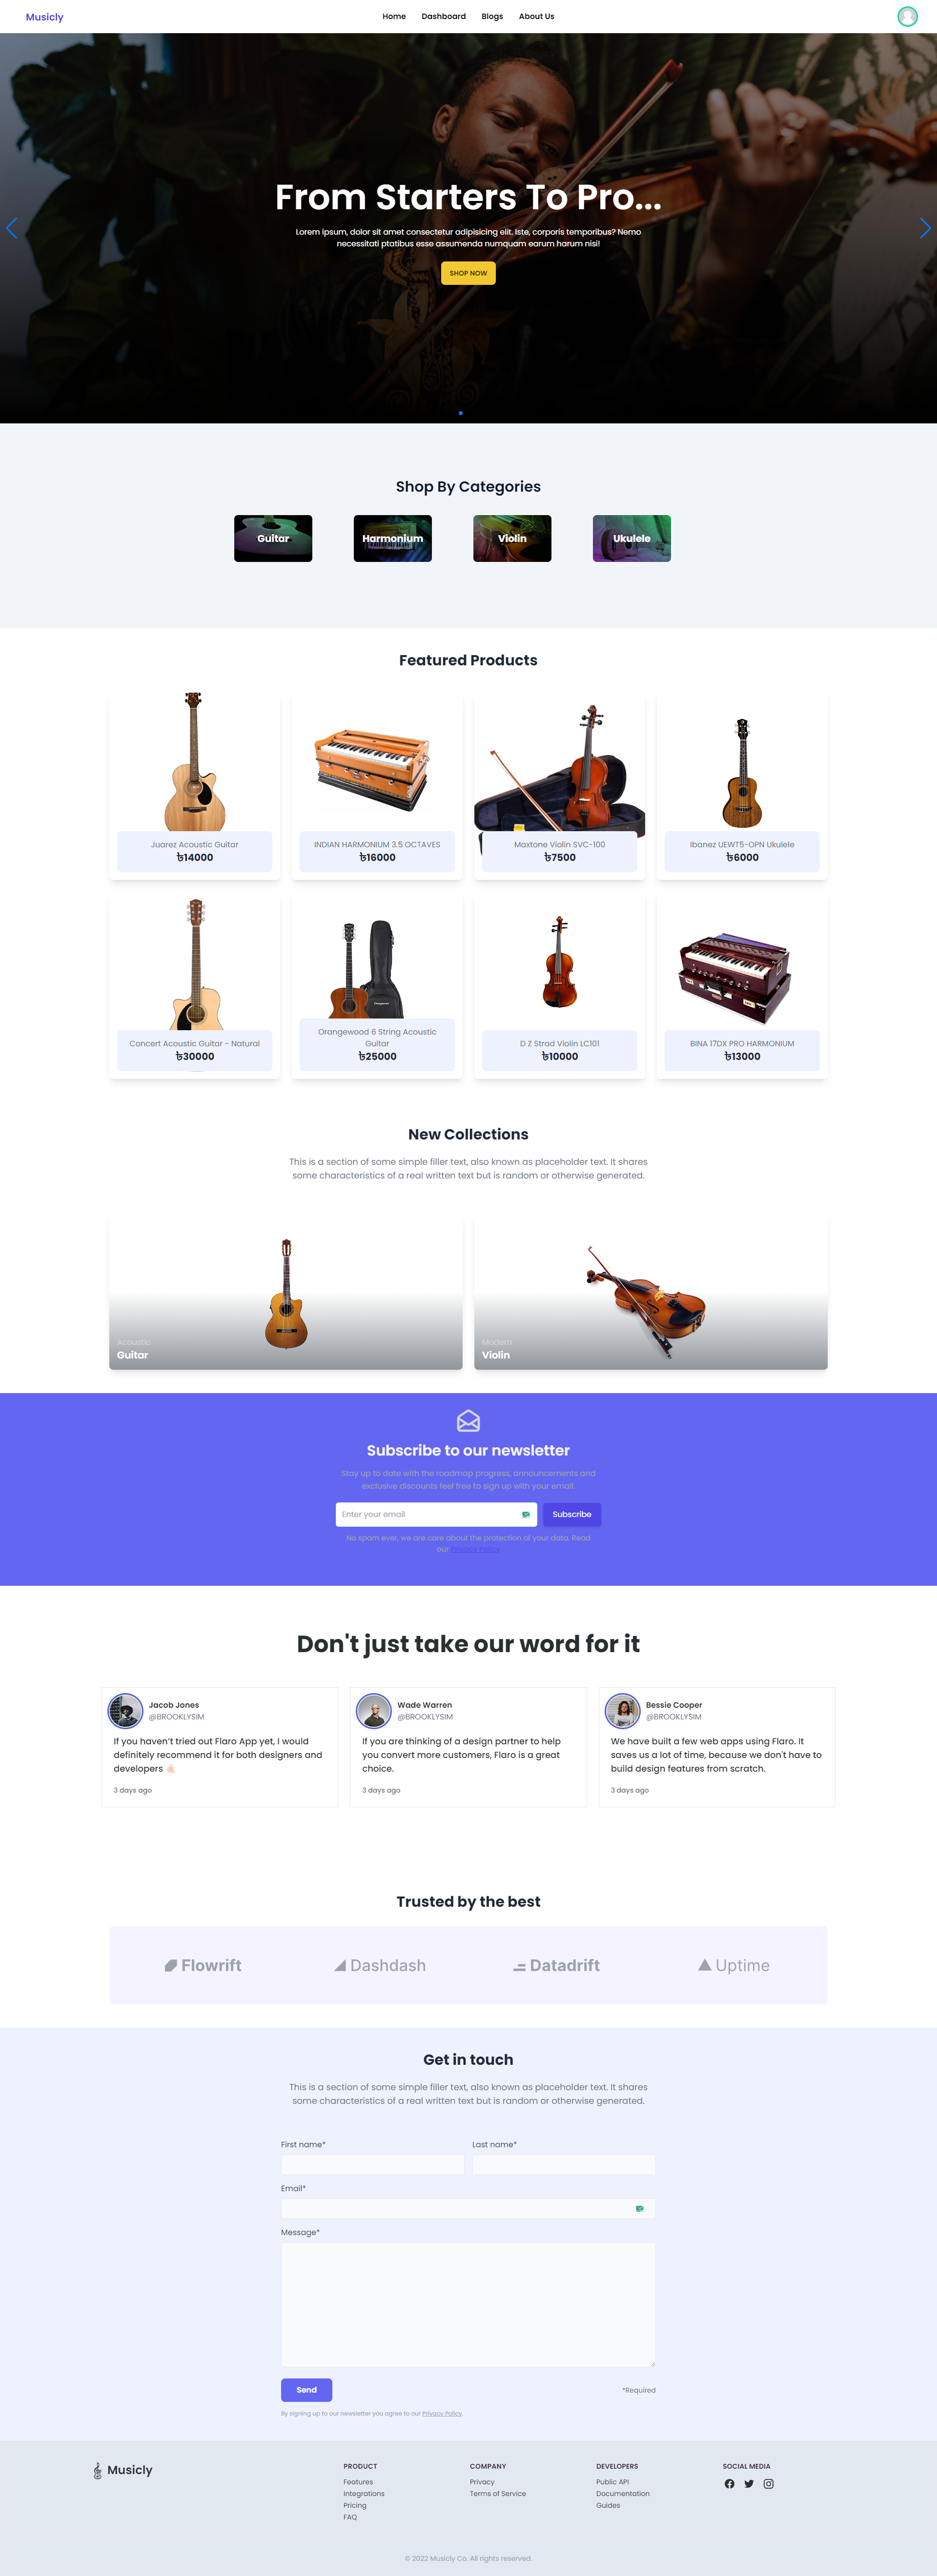 Musicly
Home Dashboard Blogs About Us
From Starters To Pro...
Lorem ipsum, dolor sit amet consectetur adipisicing elit. Iste, corporis temporibus? Nemo
necessitati ptatibus esse assumenda numquam earum harum nisi!
SHOP NOW
Shop By Categories
Guitar Harmonium Violin Ukulele
Featured Products
Juarez Acoustic Guitar
৳14000
INDIAN HARMONIUM 3.5 OCTAVES
৳16000
Maxtone Violin SVC-100
৳7500
Ibanez UEWT5-OPN Ukulele
৳6000
Concert Acoustic Guitar - Natural
৳30000
Orangewood 6 String Acoustic
Guitar
৳25000
D Z Strad Violin LC101
৳10000
BINA 17DX PRO HARMONIUM
৳13000
New Collections
This is a section of some simple filler text, also known as placeholder text. It shares
some characteristics of a real written text but is random or otherwise generated.
Acoustic
Guitar
Modern
Violin
Subscribe to our newsletter
Stay up to date with the roadmap progress, announcements and
exclusive discounts feel free to sign up with your email.
Enter your email
Subscribe
No spam ever, we are care about the protection of your data. Read
our Privacy Policy
Don't just take our word for it
Jacob Jones
@BROOKLYSIM
If you haven't tried out Flaro App yet, I would
definitely recommend it for both designers and
developers 👍🏻
3 days ago
Wade Warren
@BROOKLYSIM
If you are thinking of a design partner to help
you convert more customers, Flaro is a great
choice.
3 days ago
Bessie Cooper
@BROOKLYSIM
We have built a few web apps using Flaro. It
saves us a lot of time, because we don't have to
build design features from scratch.
3 days ago
Trusted by the best
Flowrift Dashdash Datadrift Uptime
Get in touch
This is a section of some simple filler text, also known as placeholder text. It shares
some characteristics of a real written text but is random or otherwise generated.
First name* Last name*
Email*
Message*
Send
*Required
By signing up to our newsletter you agree to our Privacy Policy.
Musicly
PRODUCT
Features
Integrations
Pricing
FAQ
COMPANY
Privacy
Terms of Service
DEVELOPERS
Public API
Documentation
Guides
SOCIAL MEDIA
© 2022 Musicly Co. All rights reserved.